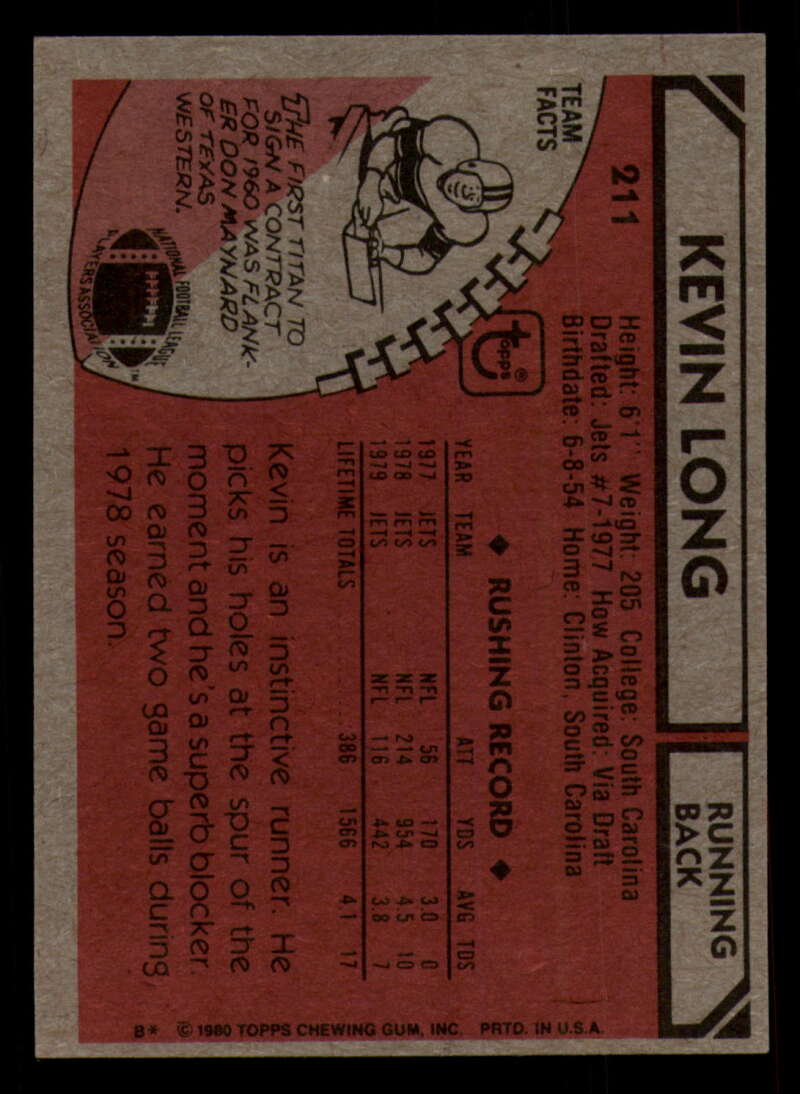 KEVIN LONG
RUNNING
BACK
211
Height: 6'1" Weight: 205 College: South Carolina
Drafted: Jets #7-1977 How Acquired: Via Draft
Birthdate: 6-8-54 Home: Clinton, South Carolina
TEAM
FACTS
THE FIRST TITAN TO
SIGN A CONTRACT
FOR 1960 WAS FLANK-
ER DON MAYNARD
OF TEXAS
WESTERN.
NATIONAL FOOTBALL LEAGUE
PLAYERS ASSOCIATION
TM
topps®
◆ RUSHING RECORD ◆
YEAR TEAM ATT YDS AVG TDS
1977 JETS NFL 56 170 3.0 0
1978 JETS NFL 214 954 4.5 10
1979 JETS NFL 116 442 3.8 7
LIFETIME TOTALS 386 1566 4.1 17
Kevin is an instinctive runner. He
picks his holes at the spur of the
moment and he's a superb blocker.
He earned two game balls during
1978 season.
B* © 1980 TOPPS CHEWING GUM, INC. PRTD. IN U.S.A.